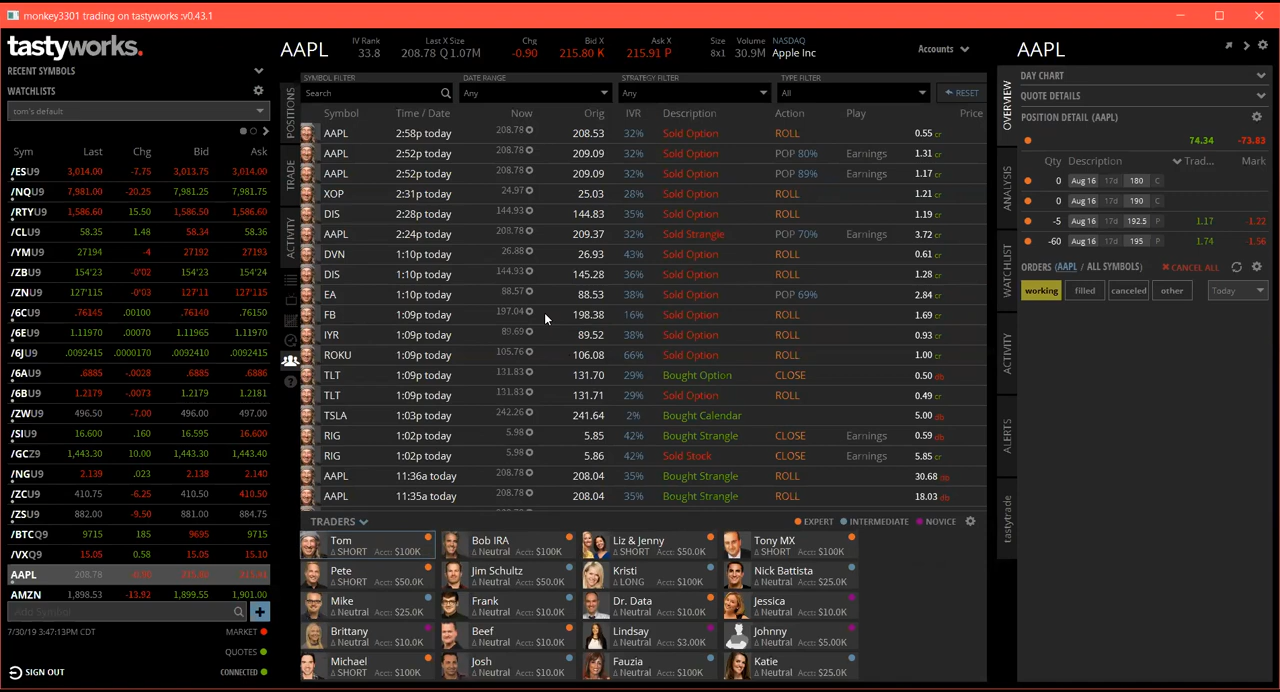 monkey3301 trading on tastyworks :v0.43.1
tastyworks.
RECENT SYMBOLS
WATCHLISTS
tom's default
Sym Last Chg Bid Ask
/ESU9 3,014.00 -7.75 3,013.75 3,014.00
/NQU9 7,981.00 -20.25 7,981.25 7,981.75
/RTYU9 1,586.60 15.50 1,586.50 1,586.60
/CLU9 58.35 1.48 58.34 58.36
/YMU9 27194 -4 27192 27193
/ZBU9 154'23 -0'02 154'23 154'24
/ZNU9 127'115 -0'03 127'11 127'115
/6CU9 .76145 .00100 .76140 .76150
/6EU9 1.11970 .00070 1.11965 1.11970
/6JU9 .0092415 .0000170 .0092410 .0092415
/6AU9 .6885 -.0028 .6885 .6886
/6BU9 1.2179 -.0073 1.2179 1.2181
/ZWU9 496.50 -7.00 496.50 497.00
/SIU9 16.600 .160 16.595 16.600
/GCZ9 1,443.30 10.00 1,443.30 1,443.40
/NGU9 2.139 .023 2.138 2.140
/ZCU9 410.75 -6.25 410.50 410.50
/ZSU9 882.00 -9.50 881.00 884.75
/BTCQ9 9715 185 9695 9715
/VXQ9 15.05 0.58 15.05 15.10
AAPL 208.78 -0.90 215.80 215.91
AMZN 1,898.53 -13.92 1,899.55 1,901.00
Add Symbol
7/30/19 3:47:13PM CDT MARKET
QUOTES
SIGN OUT CONNECTED
AAPL
IV Rank Last X Size Chg Bid X Ask X Size Volume NASDAQ
33.8 208.78 Q 1.07M -0.90 215.80 K 215.91 P 8x1 30.9M Apple Inc
Accounts
POSITIONS
TRADE
ACTIVITY
SYMBOL FILTER DATE RANGE STRATEGY FILTER TYPE FILTER
Search Any Any All RESET
Symbol Time / Date Now Orig IVR Description Action Play Price
AAPL 2:58p today 208.78 208.53 32% Sold Option ROLL 0.55 cr
AAPL 2:52p today 208.78 209.09 32% Sold Option POP 80% Earnings 1.31 cr
AAPL 2:52p today 208.78 209.09 32% Sold Option POP 89% Earnings 1.17 cr
XOP 2:31p today 24.97 25.03 28% Sold Option ROLL 1.21 cr
DIS 2:28p today 144.93 144.83 35% Sold Option ROLL 1.19 cr
AAPL 2:24p today 208.78 209.37 32% Sold Strangle POP 70% Earnings 3.72 cr
DVN 1:10p today 26.88 26.93 43% Sold Option ROLL 0.61 cr
DIS 1:10p today 144.93 145.28 36% Sold Option ROLL 1.28 cr
EA 1:10p today 88.57 88.53 38% Sold Option POP 69% 2.84 cr
FB 1:09p today 197.04 198.38 16% Sold Option ROLL 1.69 cr
IYR 1:09p today 89.69 89.52 38% Sold Option ROLL 0.93 cr
ROKU 1:09p today 105.76 106.08 66% Sold Option ROLL 1.00 cr
TLT 1:09p today 131.83 131.70 29% Bought Option CLOSE 0.50 db
TLT 1:09p today 131.83 131.71 29% Sold Option ROLL 0.49 cr
TSLA 1:03p today 242.26 241.64 2% Bought Calendar 5.00 db
RIG 1:02p today 5.98 5.85 42% Bought Strangle CLOSE Earnings 0.59 db
RIG 1:02p today 5.98 5.86 42% Sold Stock CLOSE Earnings 5.85 cr
AAPL 11:36a today 208.78 208.04 35% Bought Strangle ROLL 30.68 db
AAPL 11:35a today 208.78 208.04 35% Bought Strangle ROLL 18.03 db
TRADERS EXPERT INTERMEDIATE NOVICE
Tom Bob IRA Liz & Jenny Tony MX
Δ SHORT Acct: $100K Δ Neutral Acct: $100K Δ SHORT Acct: $50.0K Δ SHORT Acct: $100K
Pete Jim Schultz Kristi Nick Battista
Δ SHORT Acct: $50.0K Δ Neutral Acct: $50.0K Δ LONG Acct: $100K Δ Neutral Acct: $25.0K
Mike Frank Dr. Data Jessica
Δ Neutral Acct: $25.0K Δ Neutral Acct: $10.0K Δ Neutral Acct: $10.0K Δ Neutral Acct: $10.0K
Brittany Beef Lindsay Johnny
Δ Neutral Acct: $10.0K Δ Neutral Acct: $10.0K Δ Neutral Acct: $3.00K Δ Neutral Acct: $5.00K
Michael Josh Fauzia Katie
Δ SHORT Acct: $100K Δ Neutral Acct: $10.0K Δ Neutral Acct: $100K Δ Neutral Acct: $10.0K
OVERVIEW
ANALYSIS
WATCHLIST
ACTIVITY
ALERTS
tastytrade
AAPL
DAY CHART
QUOTE DETAILS
POSITION DETAIL (AAPL)
74.34 -73.83
Qty Description Trad... Mark
0 Aug 16 17d 180 C
0 Aug 16 17d 190 C
-5 Aug 16 17d 192.5 P 1.17 -1.22
-60 Aug 16 17d 195 P 1.74 -1.56
ORDERS (AAPL / ALL SYMBOLS) CANCEL ALL
working filled canceled other Today